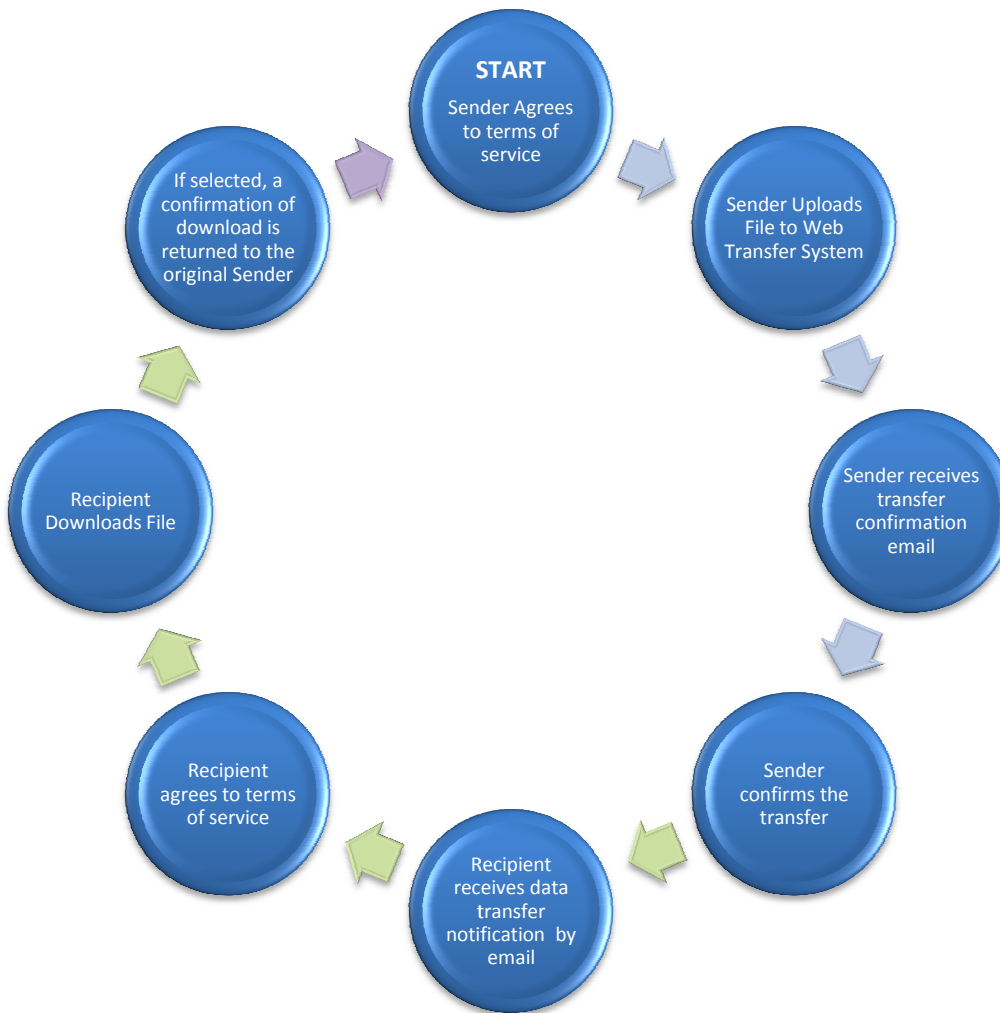 START
Sender Agrees
to terms of
service
Sender Uploads
File to Web
Transfer System
Sender receives
transfer
confirmation
email
Sender
confirms the
transfer
Recipient
receives data
transfer
notification by
email
Recipient
agrees to terms
of service
Recipient
Downloads File
If selected, a
confirmation of
download is
returned to the
original Sender